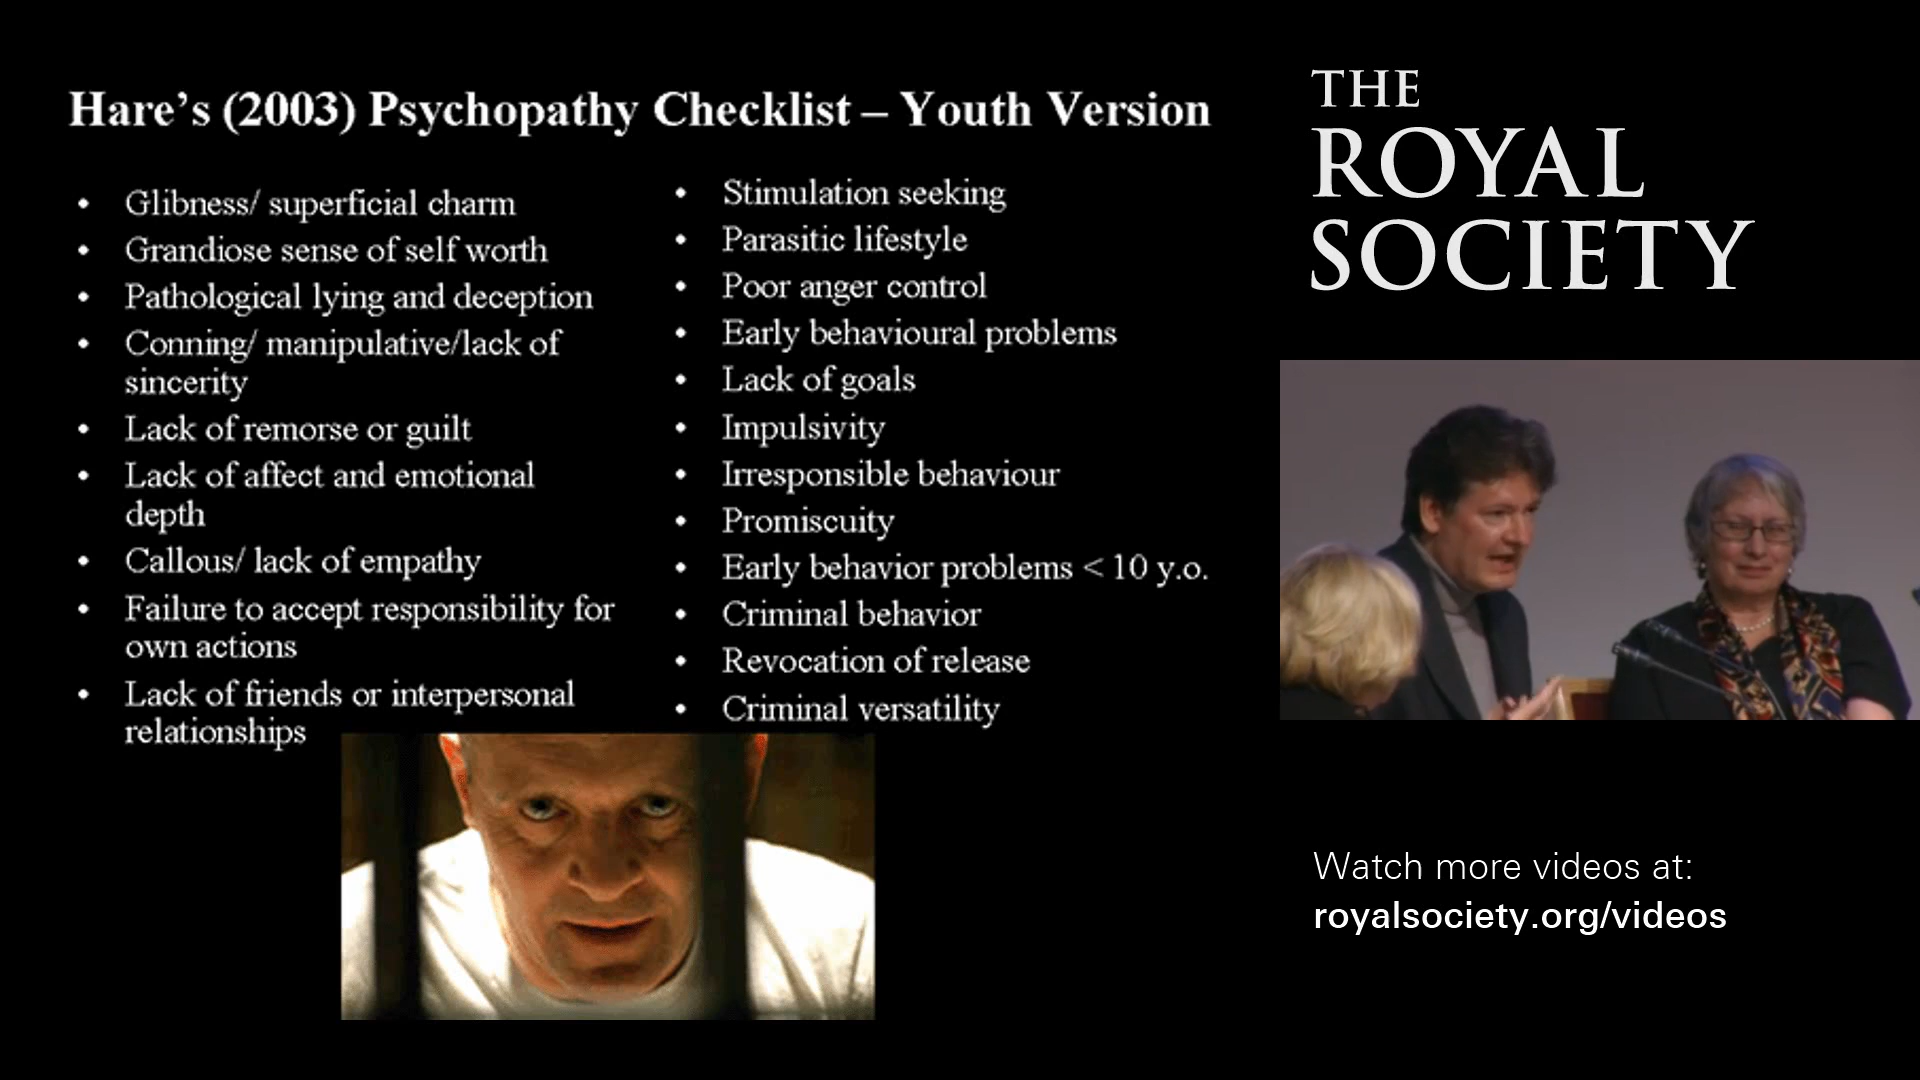 Hare’s (2003) Psychopathy Checklist – Youth Version
• Glibness/ superficial charm
• Grandiose sense of self worth
• Pathological lying and deception
• Conning/ manipulative/lack of
sincerity
• Lack of remorse or guilt
• Lack of affect and emotional
depth
• Callous/ lack of empathy
• Failure to accept responsibility for
own actions
• Lack of friends or interpersonal
relationships
• Stimulation seeking
• Parasitic lifestyle
• Poor anger control
• Early behavioural problems
• Lack of goals
• Impulsivity
• Irresponsible behaviour
• Promiscuity
• Early behavior problems < 10 y.o.
• Criminal behavior
• Revocation of release
• Criminal versatility
THE
ROYAL
SOCIETY
Watch more videos at:
royalsociety.org/videos